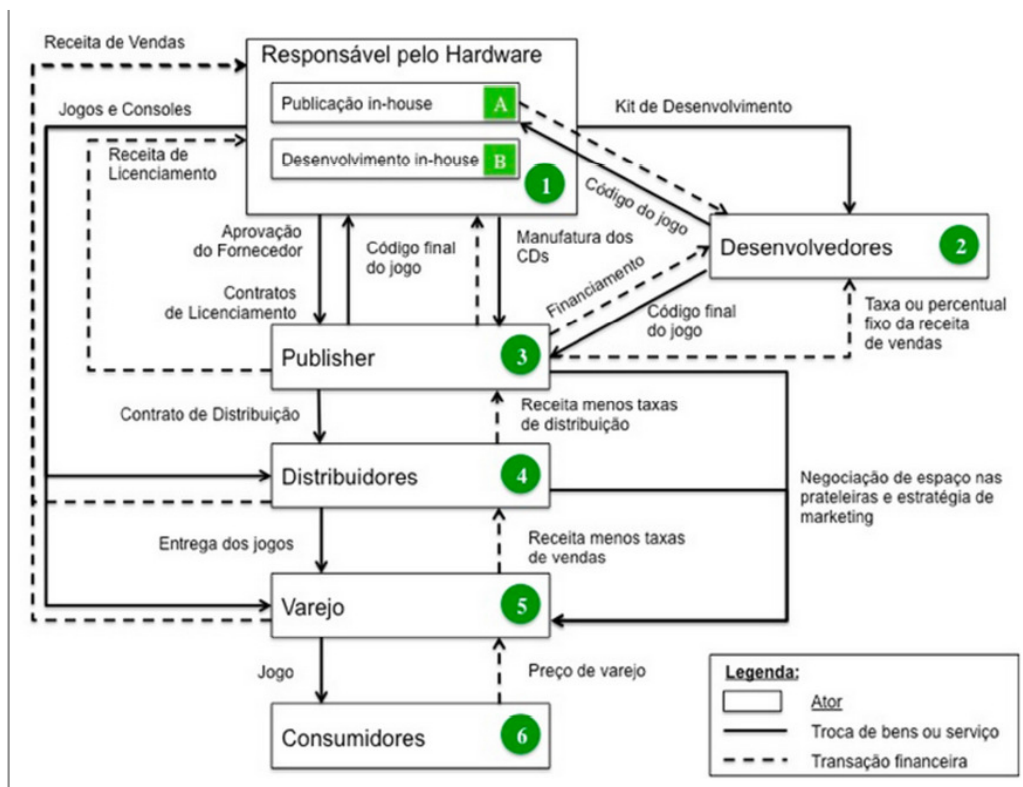 Receita de Vendas
Responsável pelo Hardware
Publicação in-house
A
Jogos e Consoles
Kit de Desenvolvimento
Receita de
Licenciamento
Desenvolvimento in-house
B
1
Código do jogo
Aprovação
do Fornecedor
Código final
do jogo
Manufatura dos
CDs
Desenvolvedores
2
Contratos
de Licenciamento
Financiamento
Código final
do jogo
Taxa ou percentual
fixo da receita
de vendas
Publisher
3
Contrato de Distribuição
Receita menos taxas
de distribuição
Distribuidores
4
Negociação de espaço nas
prateleiras e estratégia de
marketing
Entrega dos jogos
Receita menos taxas
de vendas
Varejo
5
Jogo
Preço de varejo
Consumidores
6
Legenda:
Ator
Troca de bens ou serviço
Transação financeira